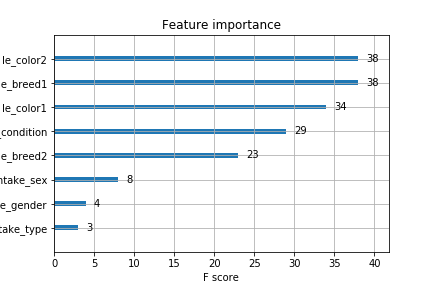 Feature importance
le_color2 38
e_breed1 38
le_color1 34
_condition 29
e_breed2 23
ntake_sex 8
e_gender 4
take_type 3
0 5 10 15 20 25 30 35 40
F score